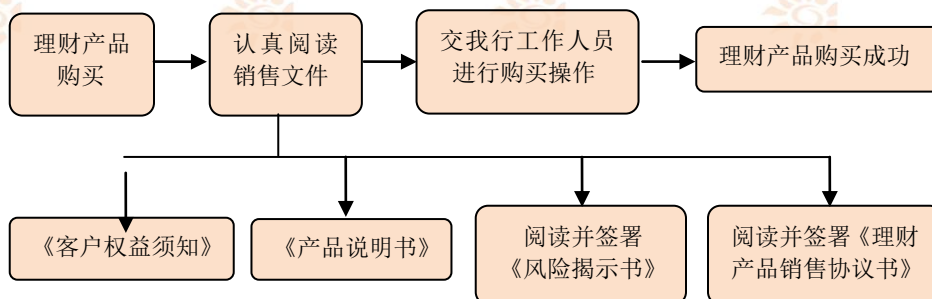 理财产品
购买
认真阅读
销售文件
交我行工作人员
进行购买操作
理财产品购买成功
《客户权益须知》
《产品说明书》
阅读并签署
《风险揭示书》
阅读并签署《理财
产品销售协议书》